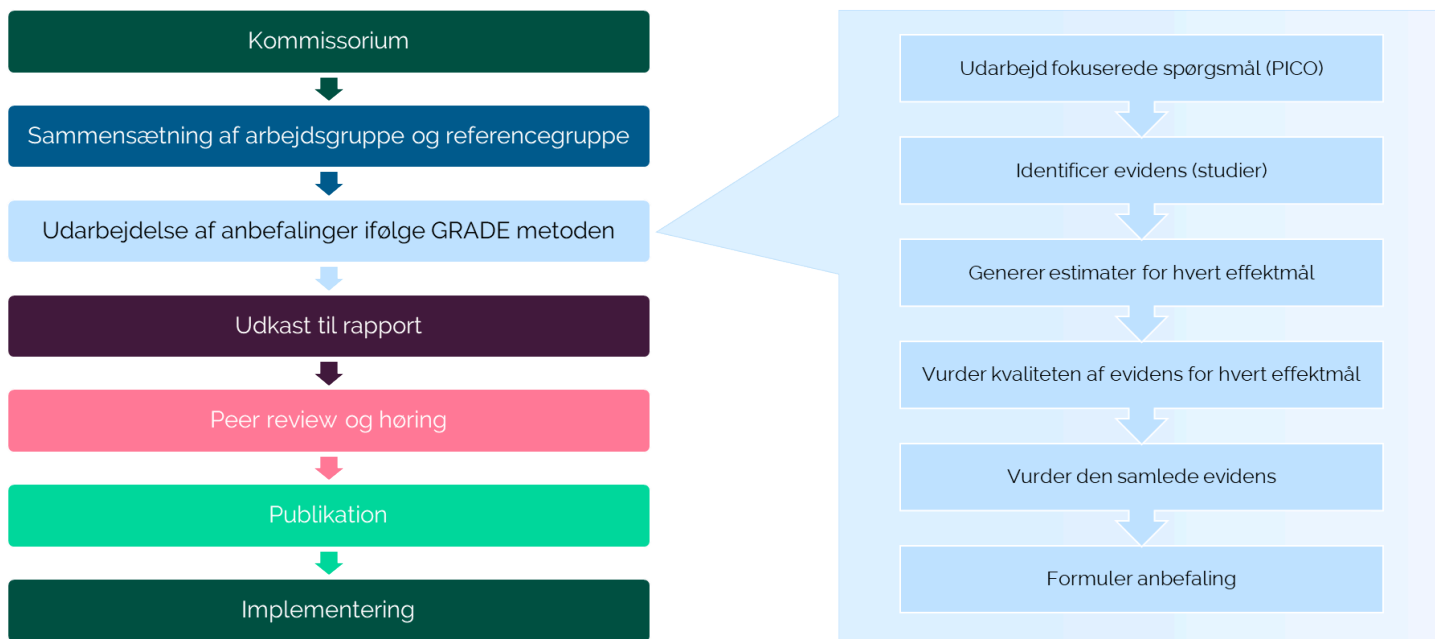 Kommissorium
Sammensætning af arbejdsgruppe og referencegruppe
Udarbejdelse af anbefalinger ifølge GRADE metoden
Udkast til rapport
Peer review og høring
Publikation
Implementering
Udarbejd fokuserede spørgsmål (PICO)
Identificer evidens (studier)
Generer estimater for hvert effektmål
Vurder kvaliteten af evidens for hvert effektmål
Vurder den samlede evidens
Formuler anbefaling